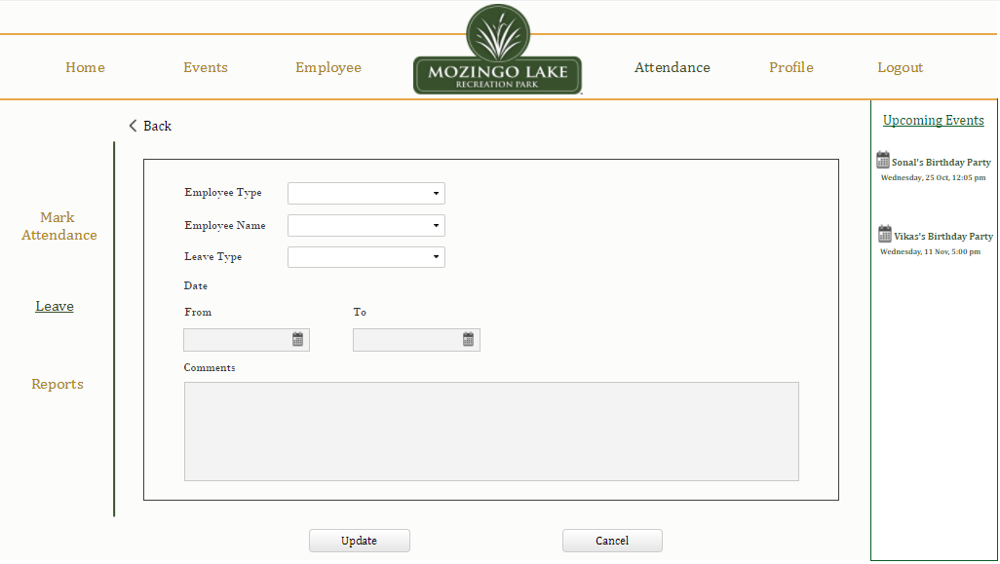 Home
Events
Employee
MOZINGO LAKE
RECREATION PARK
Attendance
Profile
Logout
Back
Mark
Attendance
Leave
Reports
Employee Type
Employee Name
Leave Type
Date
From
To
Comments
Update
Cancel
Upcoming Events
Sonal's Birthday Party
Wednesday, 25 Oct, 12:05 pm
Vikas's Birthday Party
Wednesday, 11 Nov, 5:00 pm